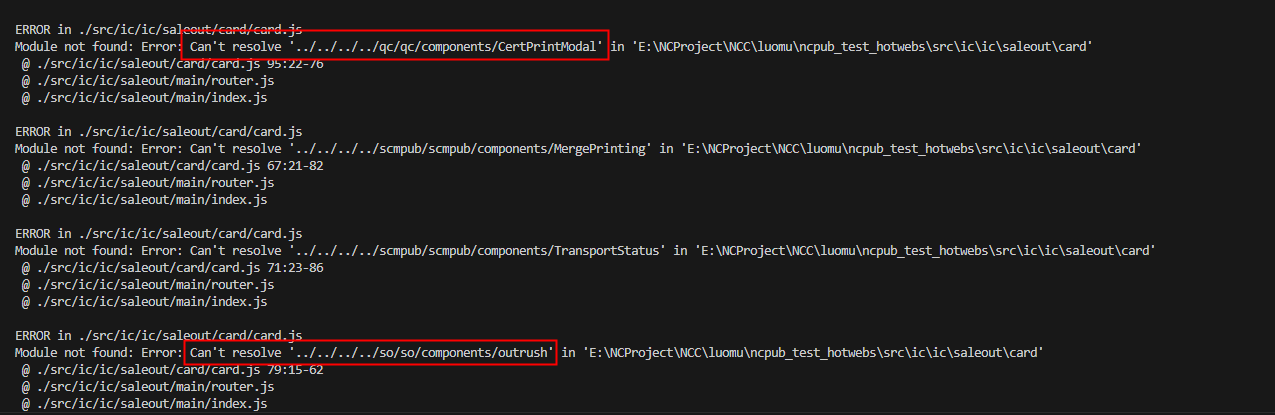 ERROR in ./src/ic/ic/saleout/card/card.js
Module not found: Error: Can't resolve '../../../../qc/qc/components/CertPrintModal' in 'E:\NCProject\NCC\luomu\ncpub_test_hotwebs\src\ic\ic\saleout\card'
@ ./src/ic/ic/saleout/card/card.js 95:22-76
@ ./src/ic/ic/saleout/main/router.js
@ ./src/ic/ic/saleout/main/index.js
ERROR in ./src/ic/ic/saleout/card/card.js
Module not found: Error: Can't resolve '../../../../scmpub/scmpub/components/MergePrinting' in 'E:\NCProject\NCC\luomu\ncpub_test_hotwebs\src\ic\ic\saleout\card'
@ ./src/ic/ic/saleout/card/card.js 67:21-82
@ ./src/ic/ic/saleout/main/router.js
@ ./src/ic/ic/saleout/main/index.js
ERROR in ./src/ic/ic/saleout/card/card.js
Module not found: Error: Can't resolve '../../../../scmpub/scmpub/components/TransportStatus' in 'E:\NCProject\NCC\luomu\ncpub_test_hotwebs\src\ic\ic\saleout\card'
@ ./src/ic/ic/saleout/card/card.js 71:23-86
@ ./src/ic/ic/saleout/main/router.js
@ ./src/ic/ic/saleout/main/index.js
ERROR in ./src/ic/ic/saleout/card/card.js
Module not found: Error: Can't resolve '../../../../so/so/components/outrush' in 'E:\NCProject\NCC\luomu\ncpub_test_hotwebs\src\ic\ic\saleout\card'
@ ./src/ic/ic/saleout/card/card.js 79:15-62
@ ./src/ic/ic/saleout/main/router.js
@ ./src/ic/ic/saleout/main/index.js